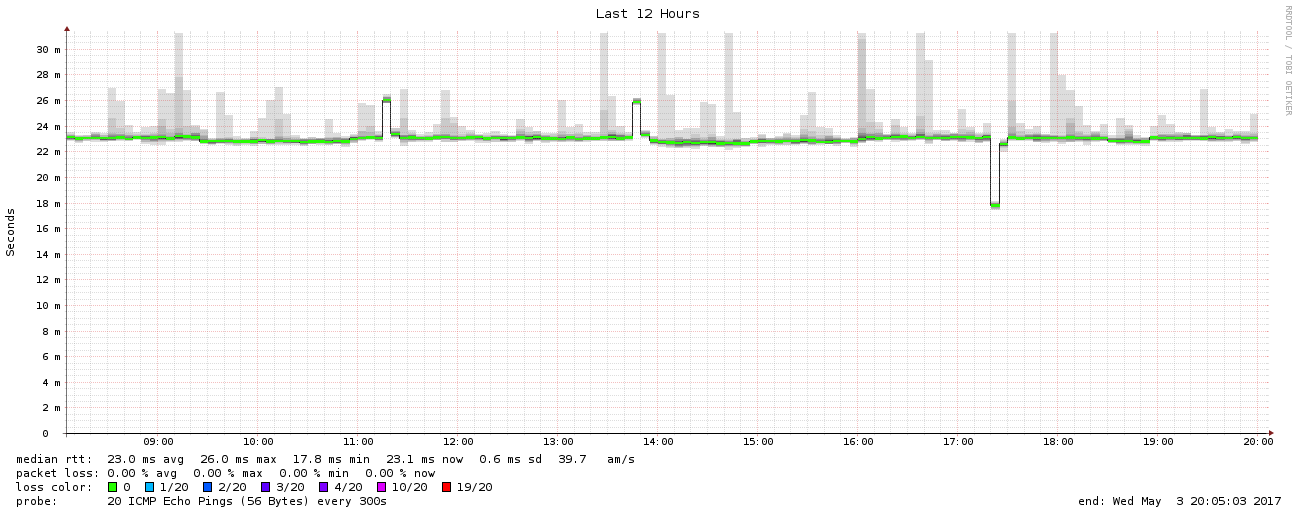 Last 12 Hours
RRDTOOL / TOBI OETIKER
Seconds
30 m
28 m
26 m
24 m
22 m
20 m
18 m
16 m
14 m
12 m
10 m
8 m
6 m
4 m
2 m
0
09:00 10:00 11:00 12:00 13:00 14:00 15:00 16:00 17:00 18:00 19:00 20:00
median rtt: 23.0 ms avg 26.0 ms max 17.8 ms min 23.1 ms now 0.6 ms sd 39.7 am/s
packet loss: 0.00 % avg 0.00 % max 0.00 % min 0.00 % now
loss color: 0 1/20 2/20 3/20 4/20 10/20 19/20
probe: 20 ICMP Echo Pings (56 Bytes) every 300s end: Wed May 3 20:05:03 2017